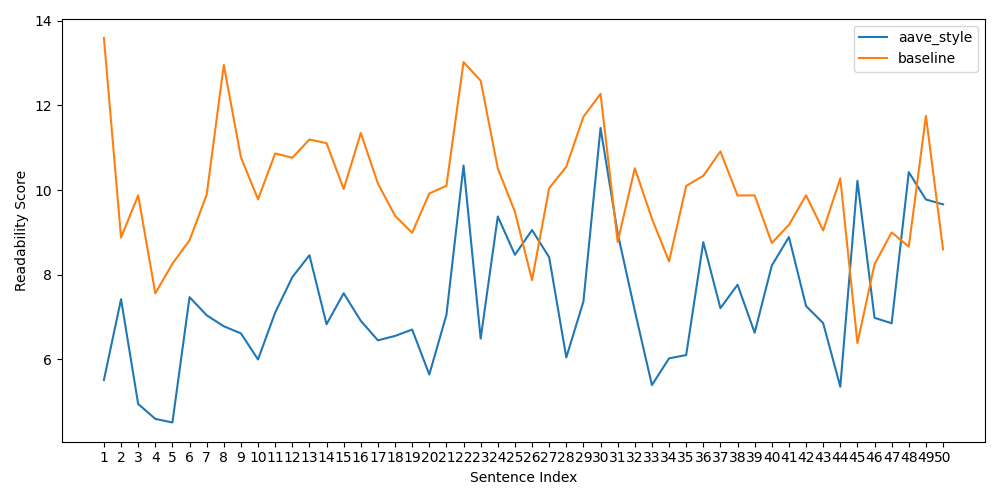 14
12
10
8
6
Readability Score
aave_style
baseline
1 2 3 4 5 6 7 8 9 10 11 12 13 14 15 16 17 18 19 20 21 22 23 24 25 26 27 28 29 30 31 32 33 34 35 36 37 38 39 40 41 42 43 44 45 46 47 48 49 50
Sentence Index